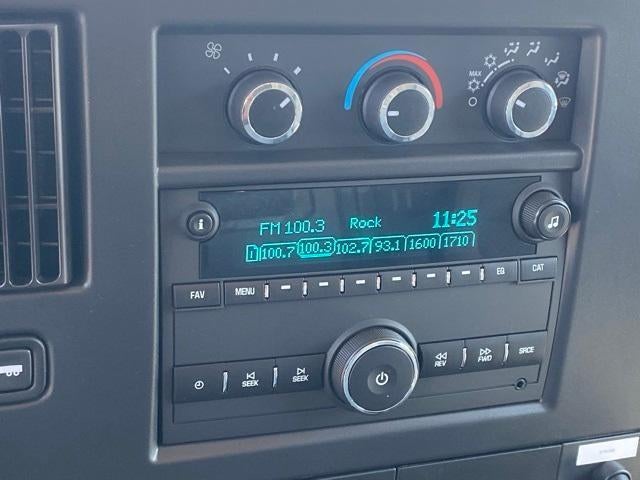 MAX
FM 100.3 Rock 11:25
1 100.7 100.3 102.7 93.1 1600 1710
FAV MENU EQ CAT
SEEK SEEK REV FWD SRCE